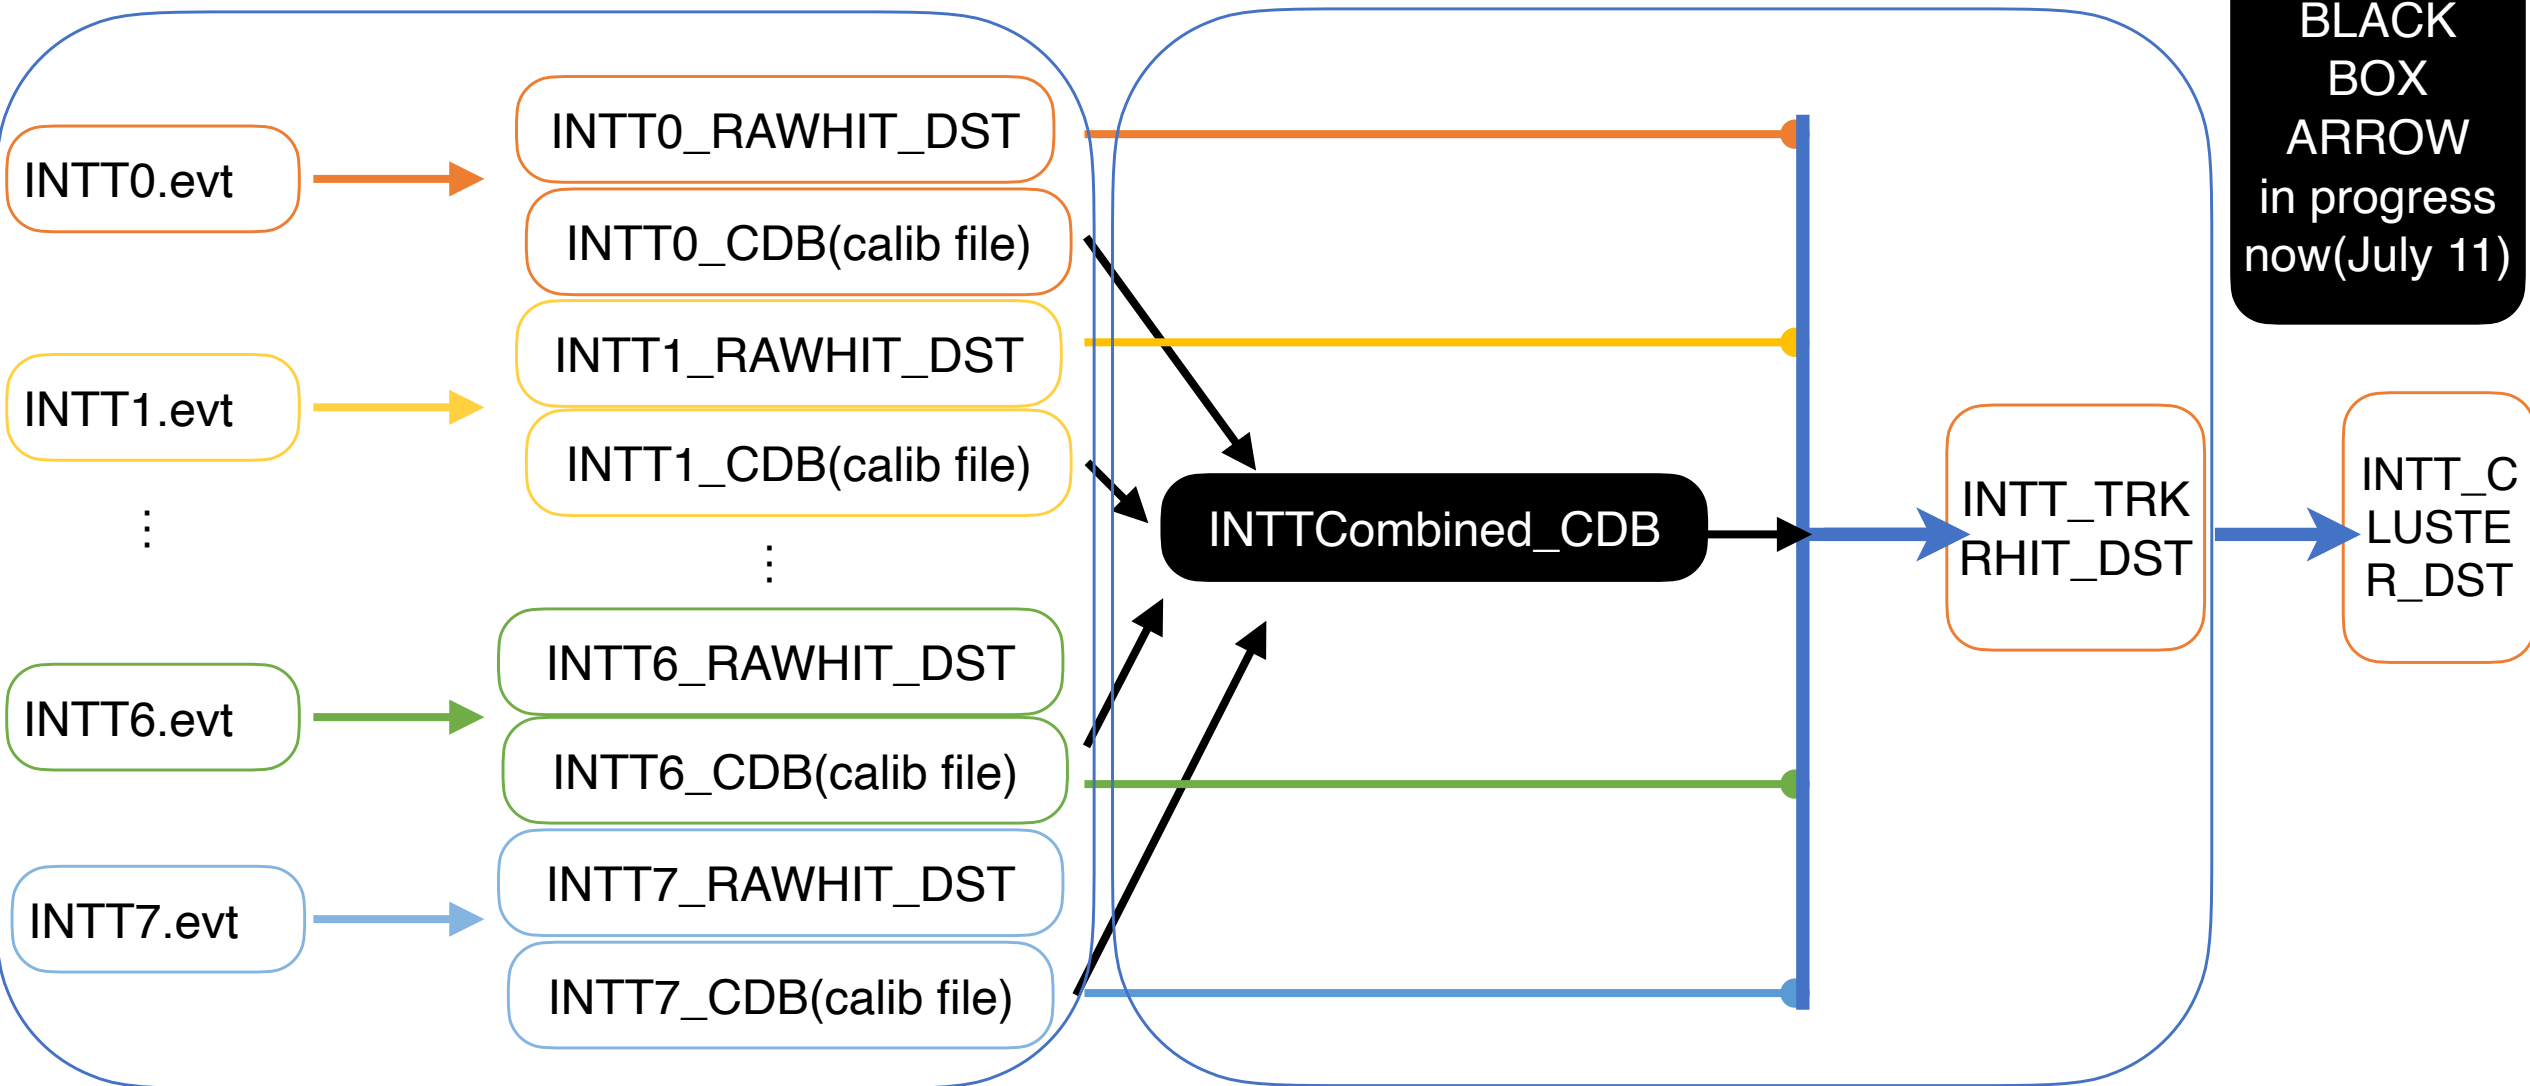 INTT0.evt
INTT1.evt
⋮
INTT6.evt
INTT7.evt
INTT0_RAWHIT_DST
INTT0_CDB(calib file)
INTT1_RAWHIT_DST
INTT1_CDB(calib file)
⋮
INTT6_RAWHIT_DST
INTT6_CDB(calib file)
INTT7_RAWHIT_DST
INTT7_CDB(calib file)
INTTCombined_CDB
INTT_TRK
RHIT_DST
BLACK
BOX
ARROW
in progress
now(July 11)
INTT_C
LUSTE
R_DST